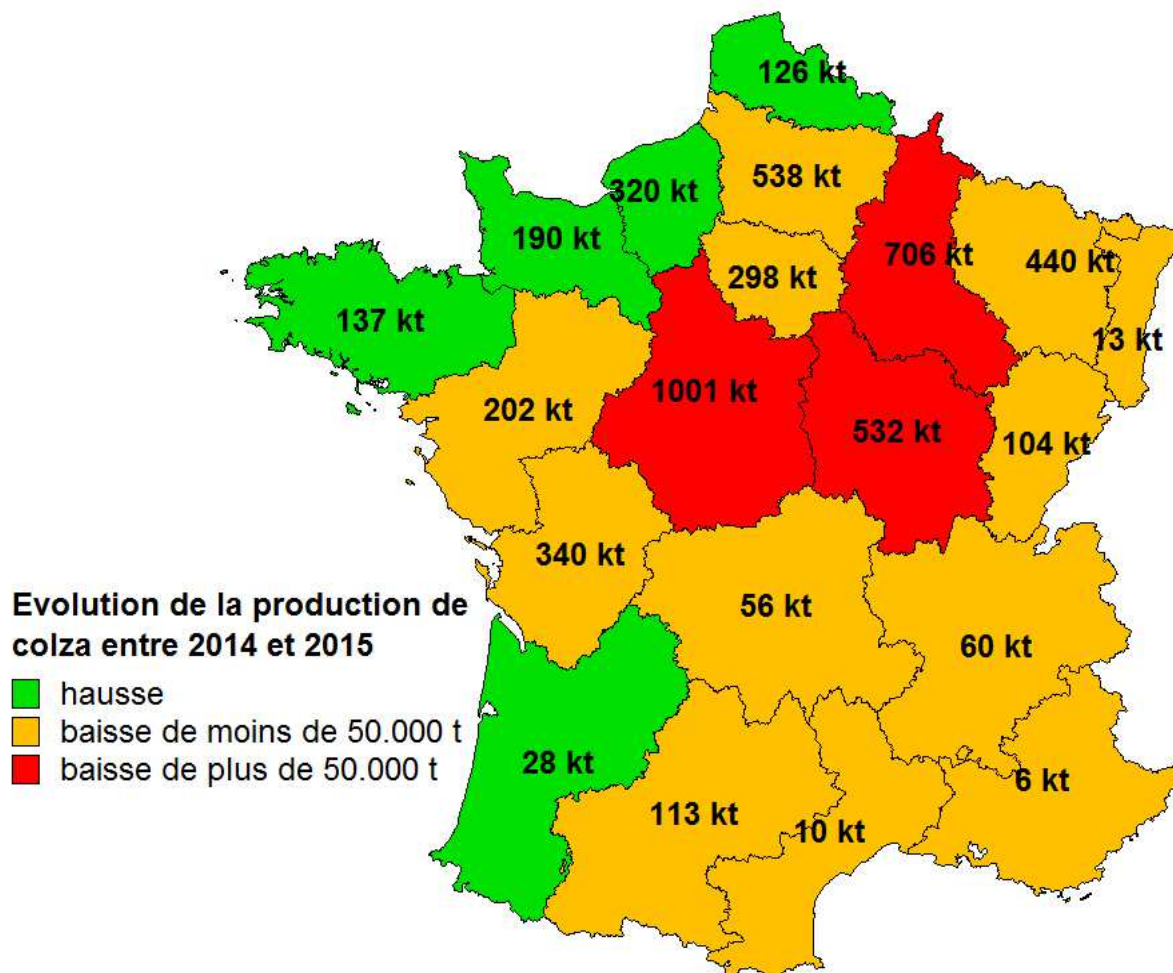 126 kt
538 kt
320 kt
190 kt
706 kt
440 kt
298 kt
137 kt
13 kt
1001 kt
202 kt
532 kt
104 kt
340 kt
56 kt
60 kt
28 kt
6 kt
113 kt
10 kt
Evolution de la production de
colza entre 2014 et 2015
hausse
baisse de moins de 50.000 t
baisse de plus de 50.000 t